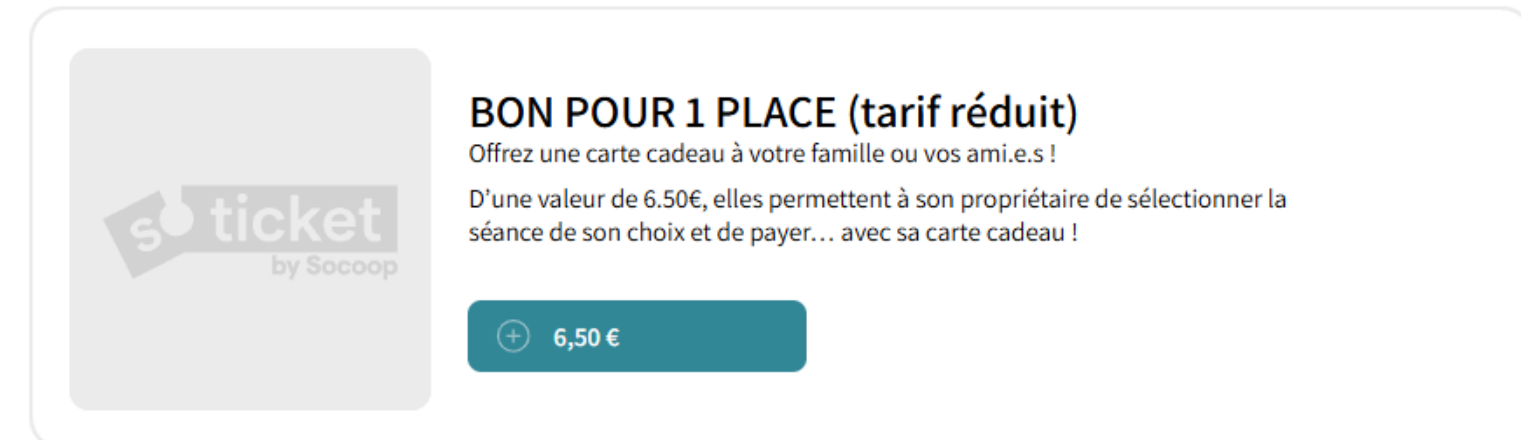 so ticket
by Socoop
BON POUR 1 PLACE (tarif réduit)
Offrez une carte cadeau à votre famille ou vos ami.e.s !
D’une valeur de 6.50€, elles permettent à son propriétaire de sélectionner la
séance de son choix et de payer… avec sa carte cadeau !
6,50 €